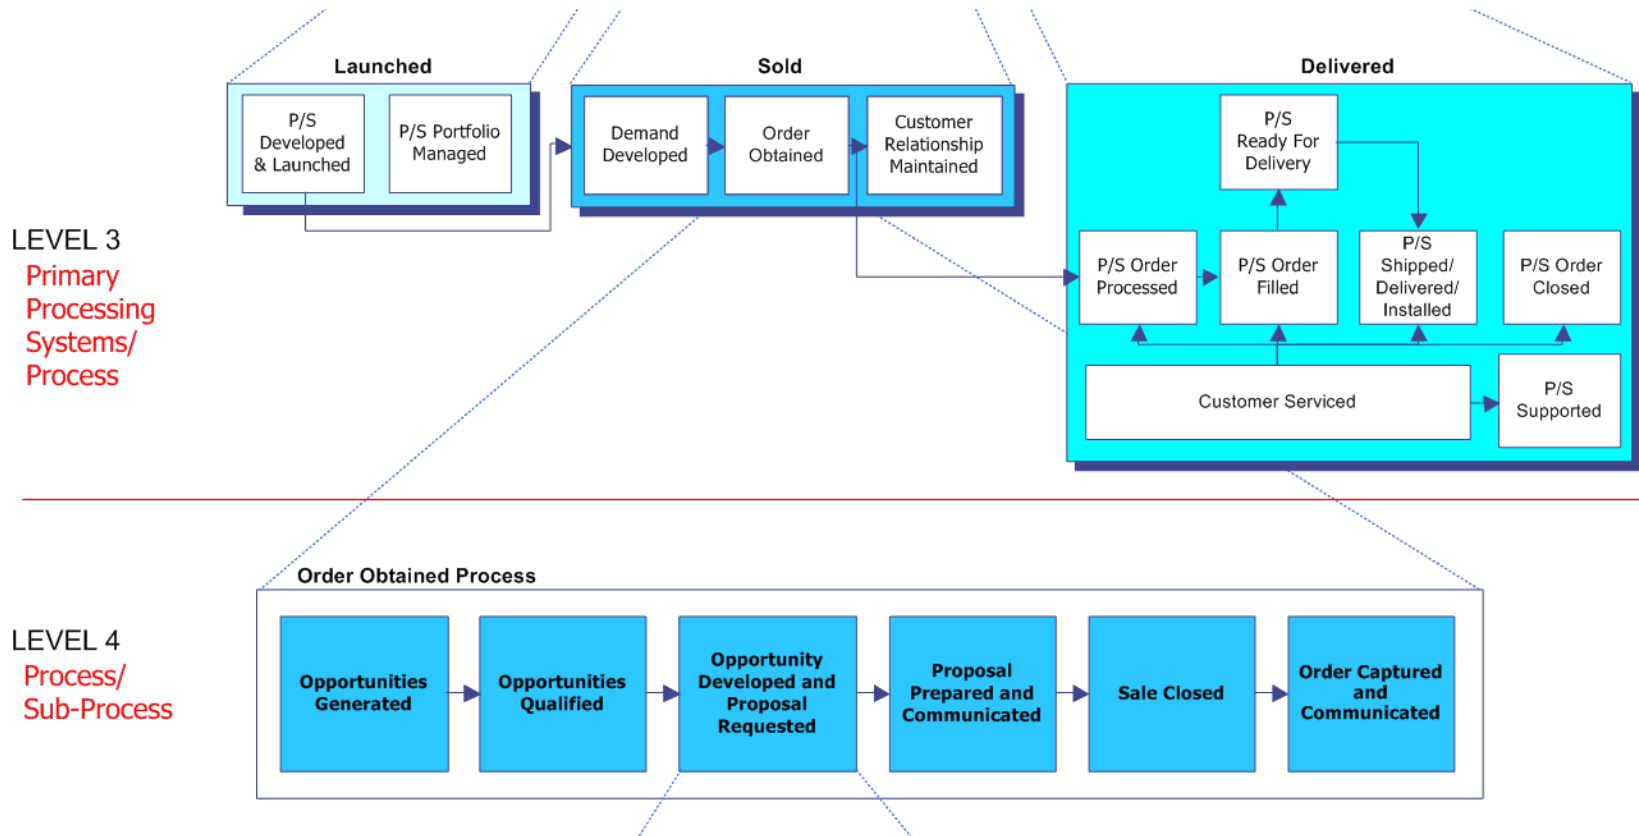 Launched
Sold
Delivered
P/S
Developed
& Launched
P/S Portfolio
Managed
Demand
Developed
Order
Obtained
Customer
Relationship
Maintained
P/S
Ready For
Delivery
LEVEL 3
Primary
Processing
Systems/
Process
P/S Order
Processed
P/S Order
Filled
P/S
Shipped/
Delivered/
Installed
P/S Order
Closed
Customer Serviced
P/S
Supported
Order Obtained Process
LEVEL 4
Process/
Sub-Process
Opportunities
Generated
Opportunities
Qualified
Opportunity
Developed and
Proposal
Requested
Proposal
Prepared and
Communicated
Sale Closed
Order Captured
and
Communicated